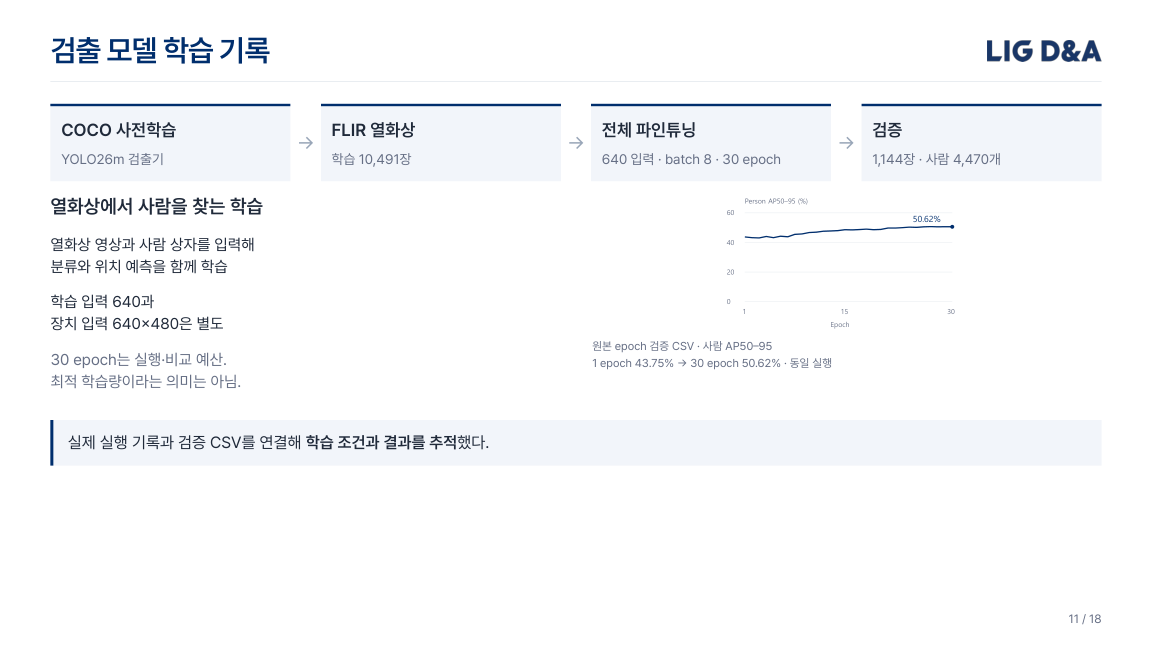 검출 모델 학습 기록
LIG D&A
COCO 사전학습
YOLO26m 검출기
→
FLIR 열화상
학습 10,491장
→
전체 파인튜닝
640 입력 · batch 8 · 30 epoch
→
검증
1,144장 · 사람 4,470개
열화상에서 사람을 찾는 학습
열화상 영상과 사람 상자를 입력해
분류와 위치 예측을 함께 학습
학습 입력 640과
장치 입력 640×480은 별도
30 epoch는 실행·비교 예산.
최적 학습량이라는 의미는 아님.
Person AP50–95 (%)
60
50.62%
40
20
0
1 15 30
Epoch
원본 epoch 검증 CSV · 사람 AP50–95
1 epoch 43.75% → 30 epoch 50.62% · 동일 실행
실제 실행 기록과 검증 CSV를 연결해 학습 조건과 결과를 추적했다.
11 / 18